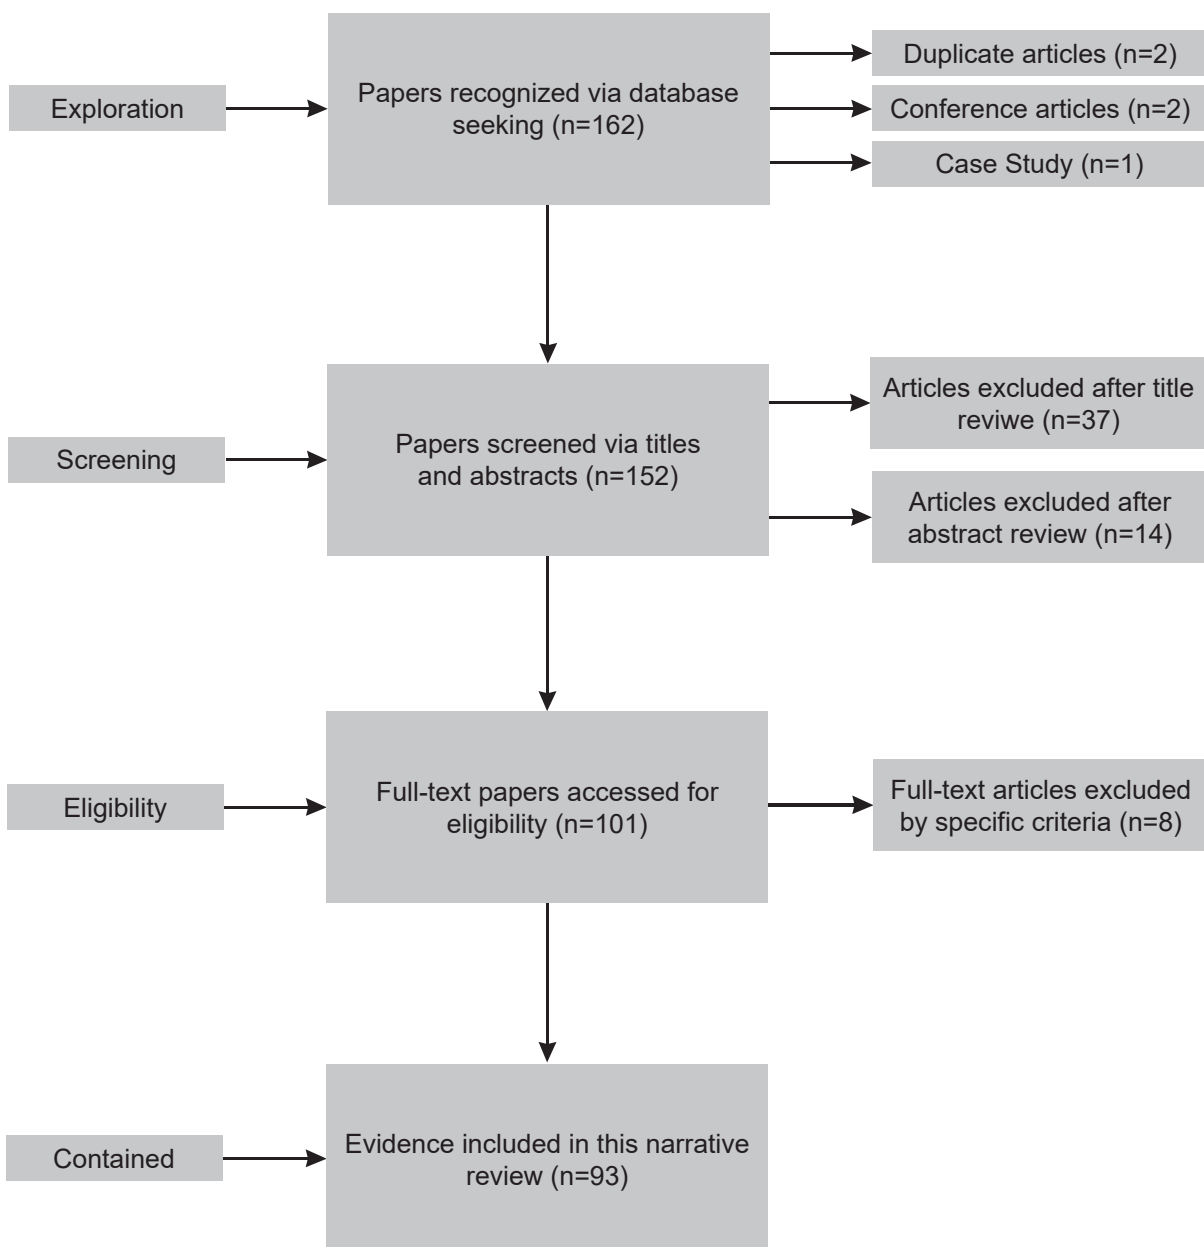 Exploration
Papers recognized via database
seeking (n=162)
Duplicate articles (n=2)
Conference articles (n=2)
Case Study (n=1)
Screening
Papers screened via titles
and abstracts (n=152)
Articles excluded after title
reviwe (n=37)
Articles excluded after
abstract review (n=14)
Eligibility
Full-text papers accessed for
eligibility (n=101)
Full-text articles excluded
by specific criteria (n=8)
Contained
Evidence included in this narrative
review (n=93)